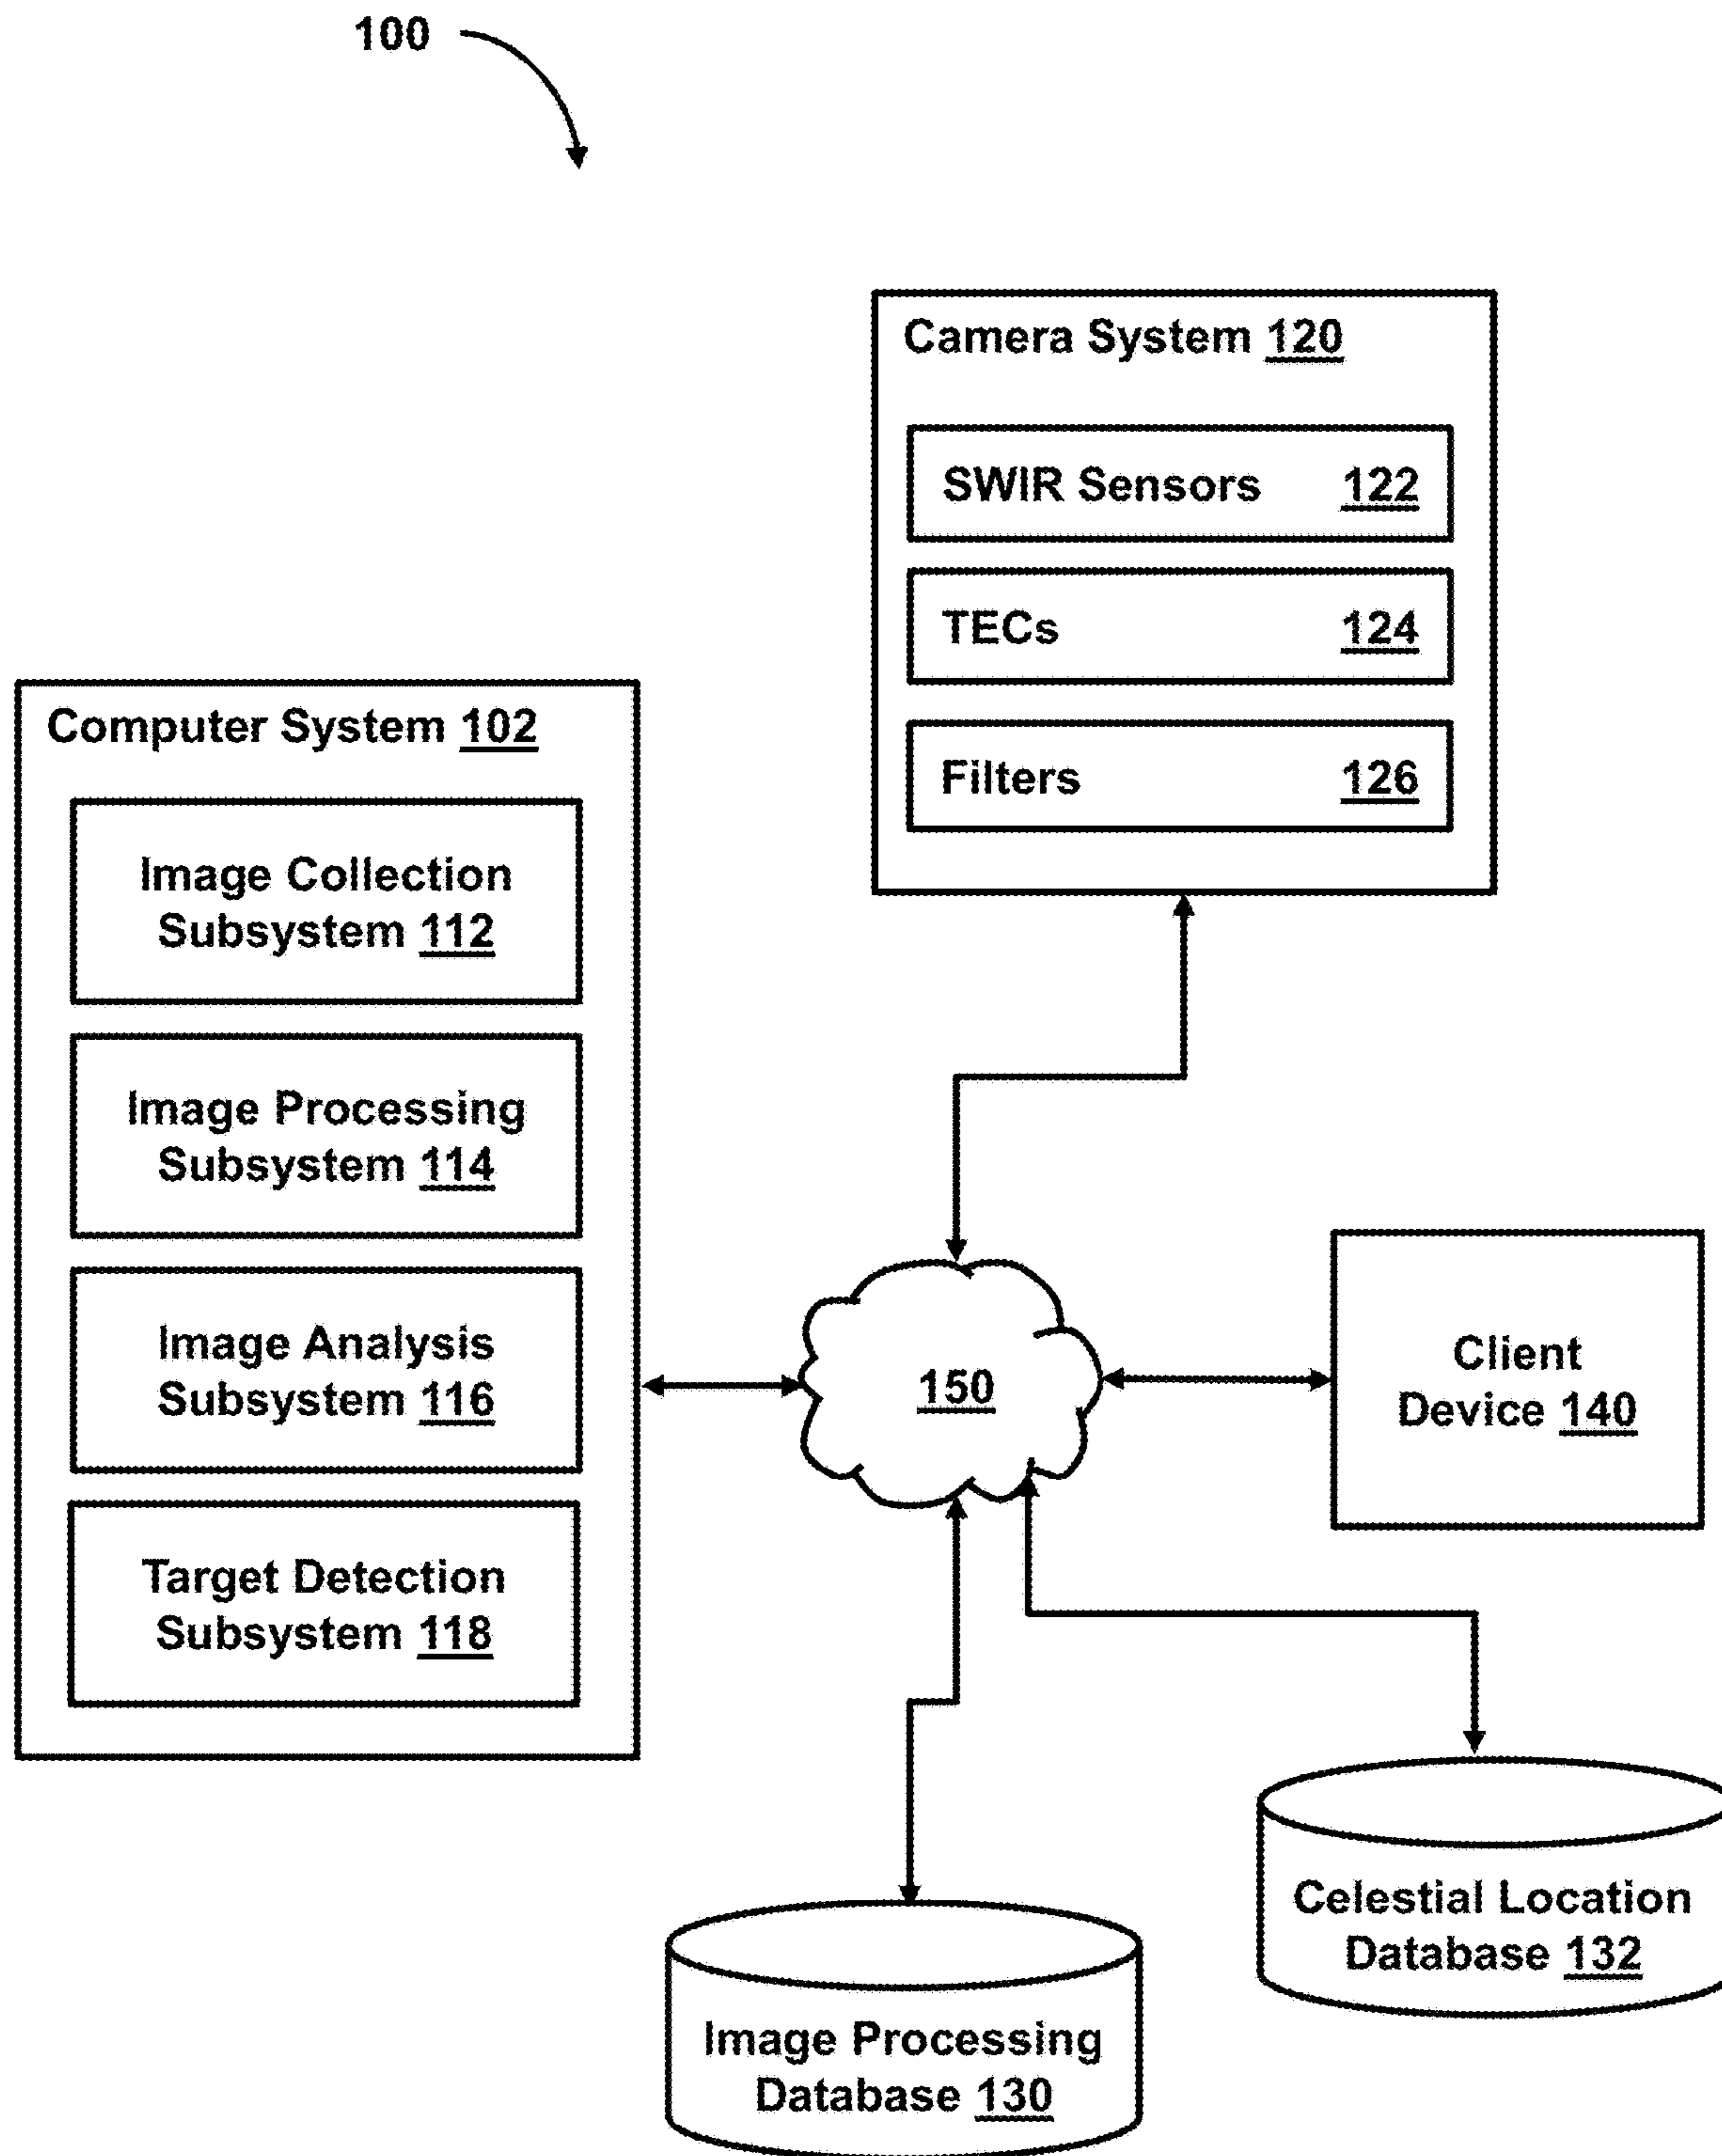 100
Camera System 120
SWIR Sensors 122
TECs 124
Filters 126
Computer System 102
Image Collection
Subsystem 112
Image Processing
Subsystem 114
Image Analysis
Subsystem 116
Target Detection
Subsystem 118
150
Client
Device 140
Celestial Location
Database 132
Image Processing
Database 130